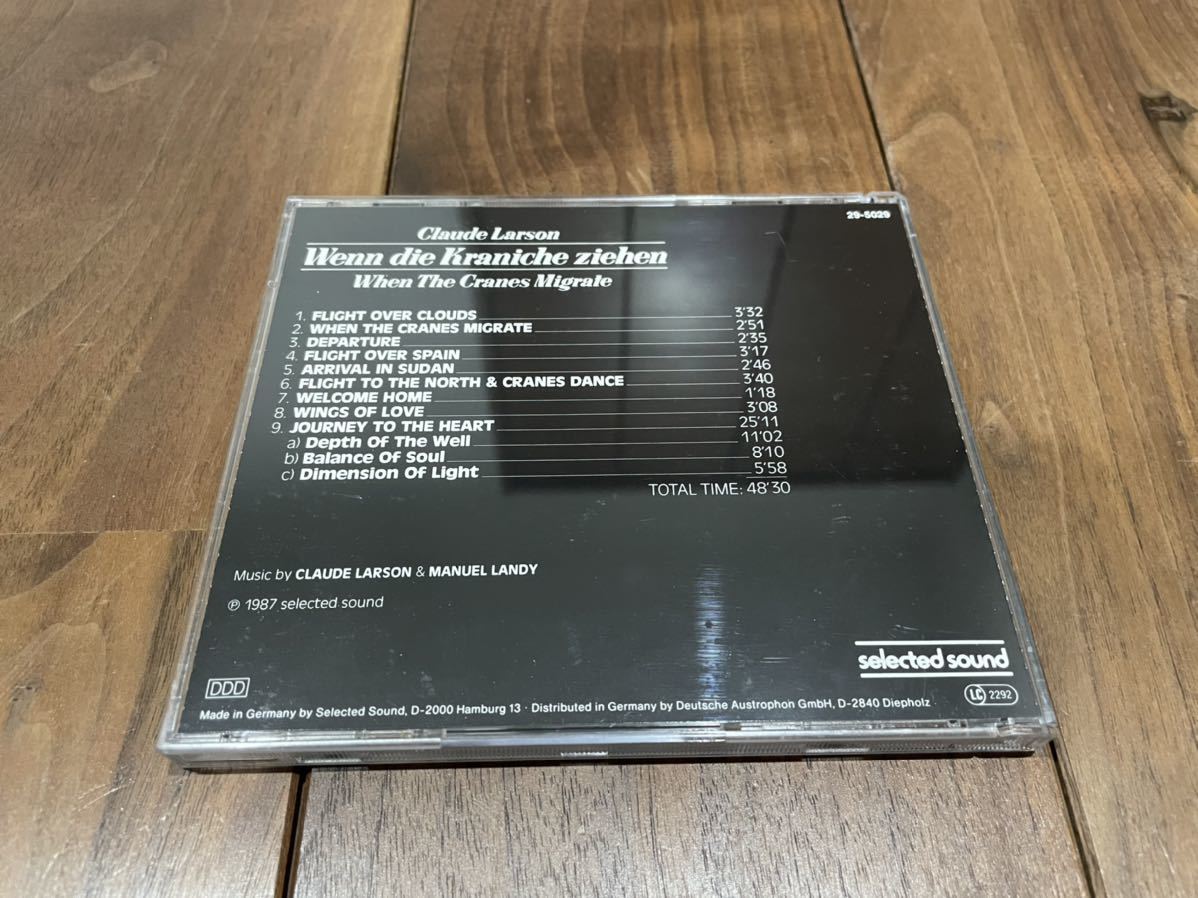 29-5029
Claude Larson
Wenn die Kraniche ziehen
When The Cranes Migrate
1. FLIGHT OVER CLOUDS 3'32
2. WHEN THE CRANES MIGRATE 2'51
3. DEPARTURE 2'35
4. FLIGHT OVER SPAIN 3'17
5. ARRIVAL IN SUDAN 2'46
6. FLIGHT TO THE NORTH & CRANES DANCE 3'40
7. WELCOME HOME 1'18
8. WINGS OF LOVE 3'08
9. JOURNEY TO THE HEART 25'11
a) Depth Of The Well 11'02
b) Balance Of Soul 8'10
c) Dimension Of Light 5'58
TOTAL TIME: 48'30
Music by CLAUDE LARSON & MANUEL LANDY
℗ 1987 selected sound
selected sound
DDD
LC 2292
Made in Germany by Selected Sound, D-2000 Hamburg 13 · Distributed in Germany by Deutsche Austrophon GmbH, D-2840 Diepholz